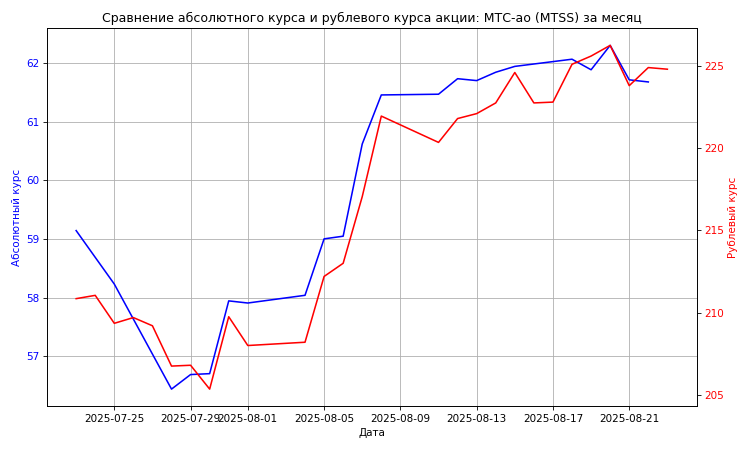 Сравнение абсолютного курса и рублевого курса акции: МТС-ао (MTSS) за месяц
Абсолютный курс
62
61
60
59
58
57
225
220
215
210
205
Рублевый курс
2025-07-25 2025-07-29 2025-08-01 2025-08-05 2025-08-09 2025-08-13 2025-08-17 2025-08-21
Дата